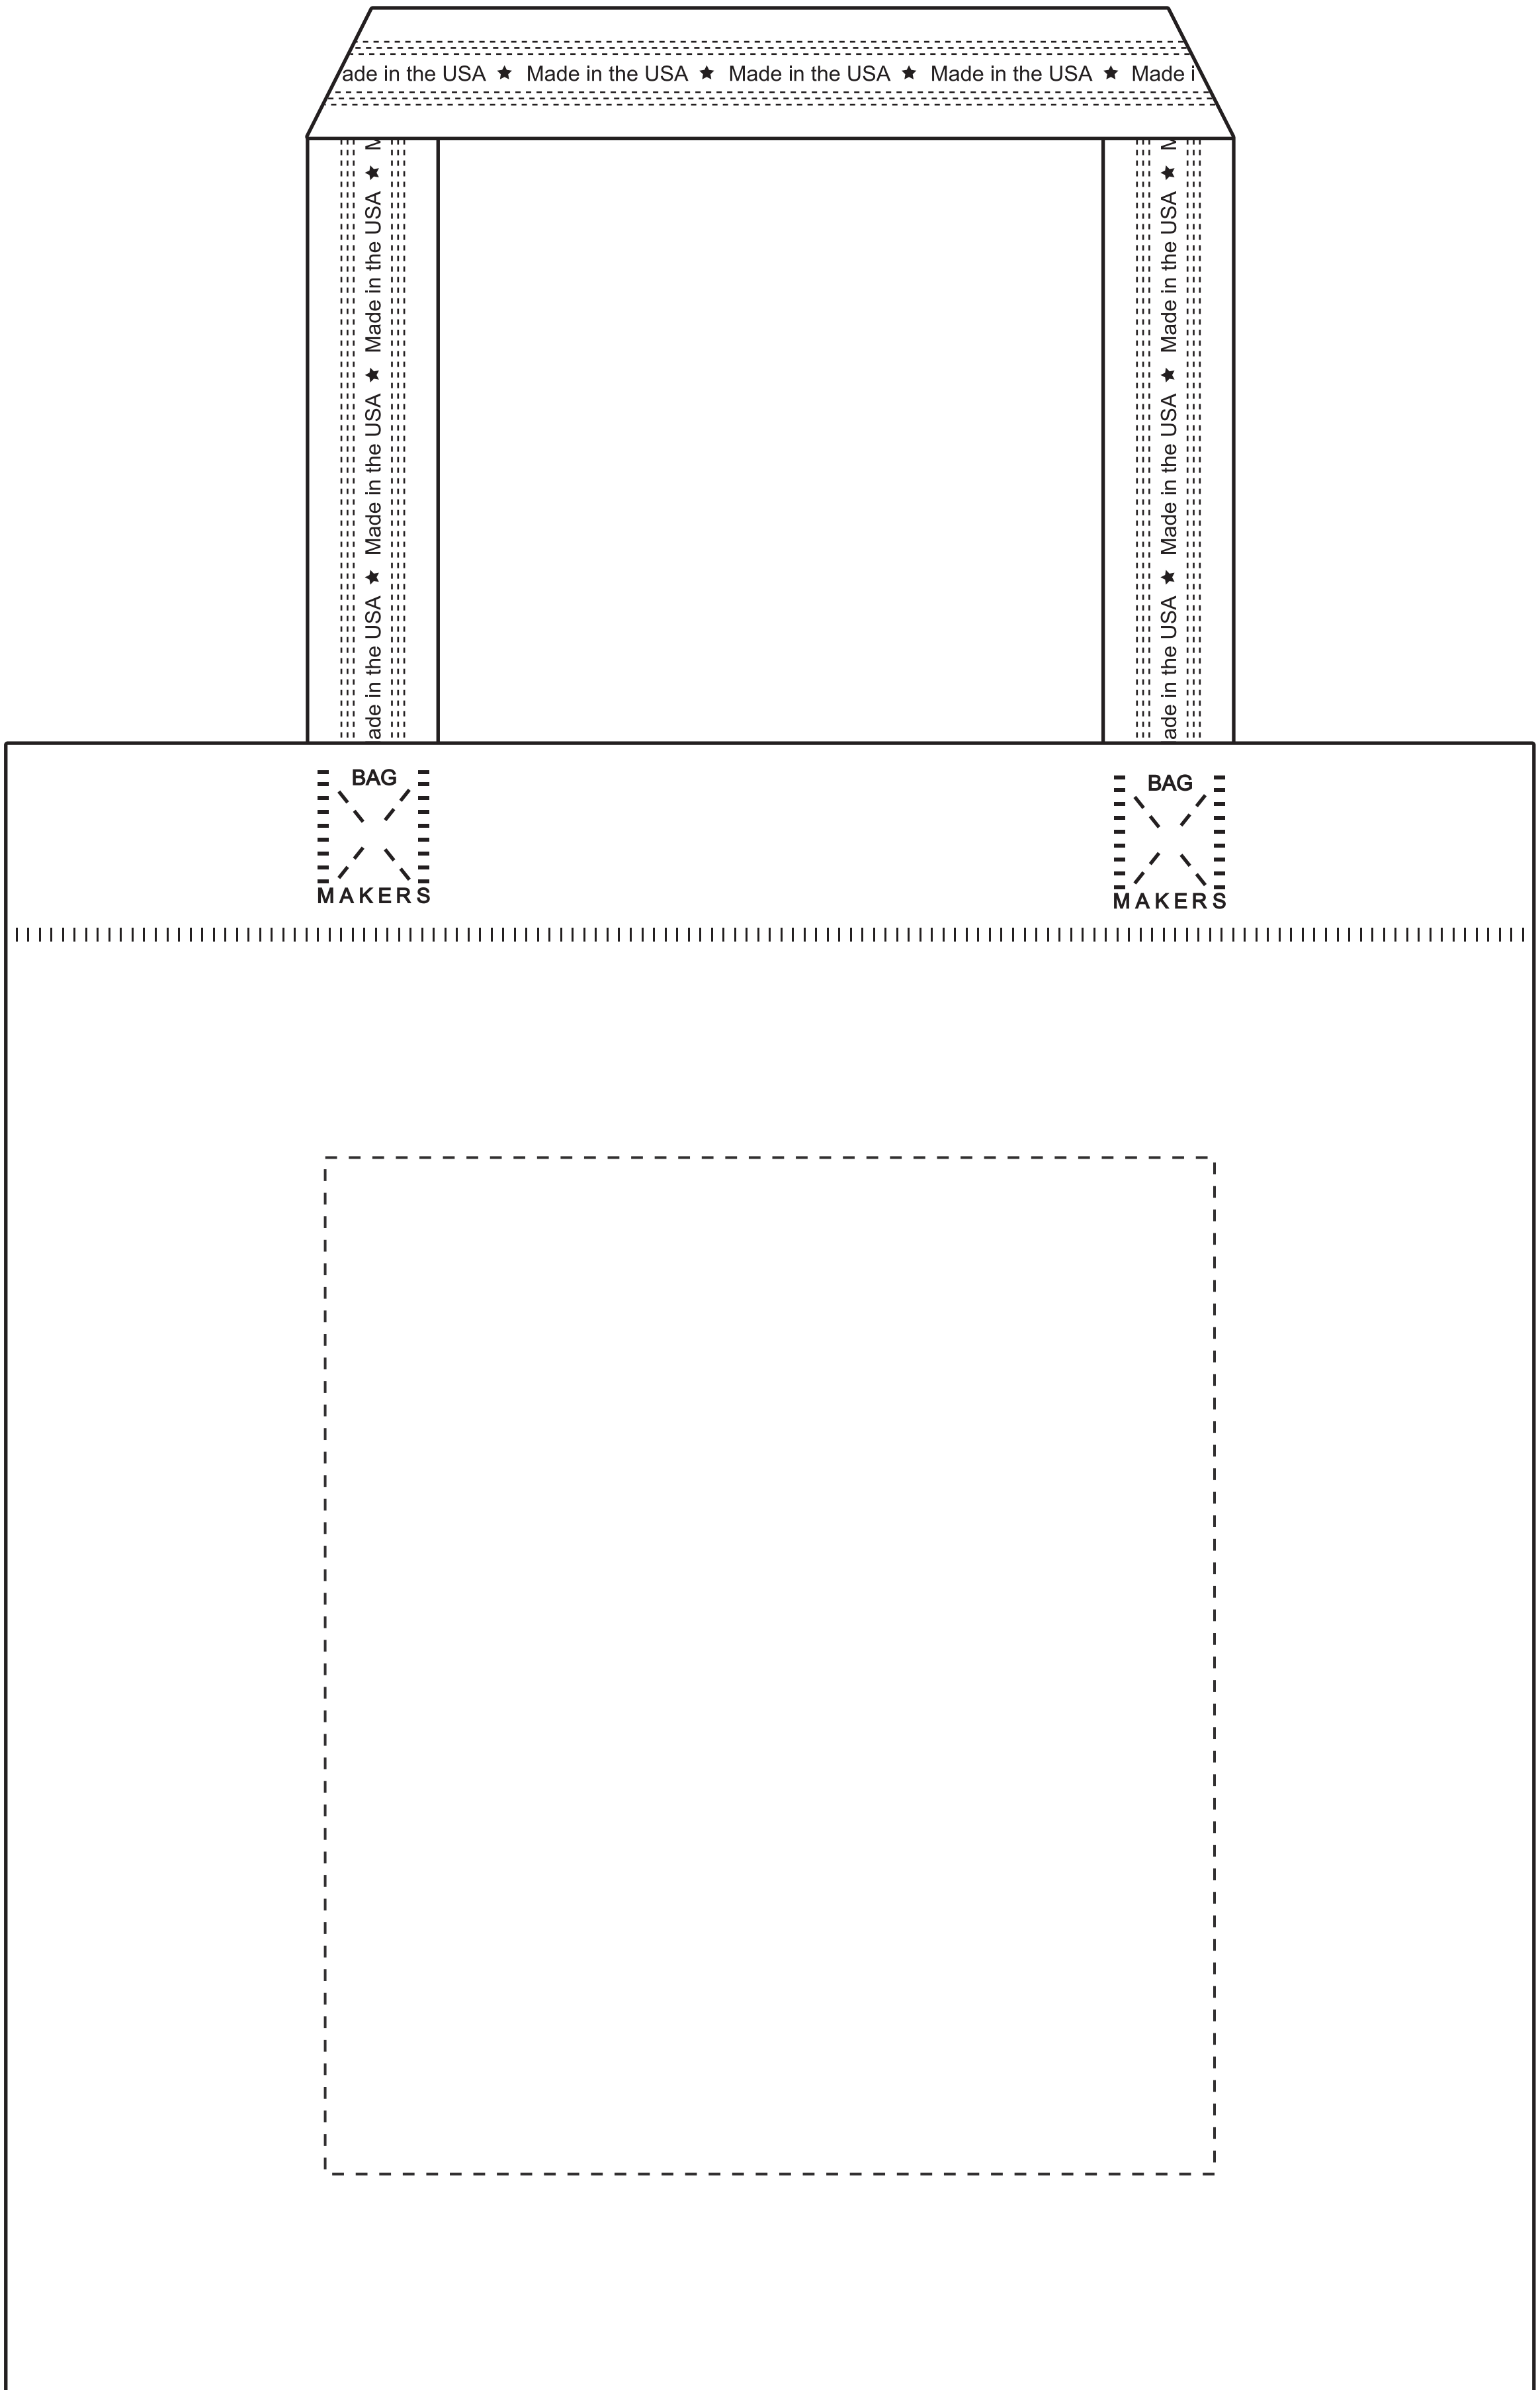 ade in the USA ★ Made in the USA ★ Made in the USA ★ Made in the USA ★ Made i
ade in the USA ★ Made in the USA ★ Made in the USA ★ M
ade in the USA ★ Made in the USA ★ Made in the USA ★ M
BAG
MAKERS
BAG
MAKERS